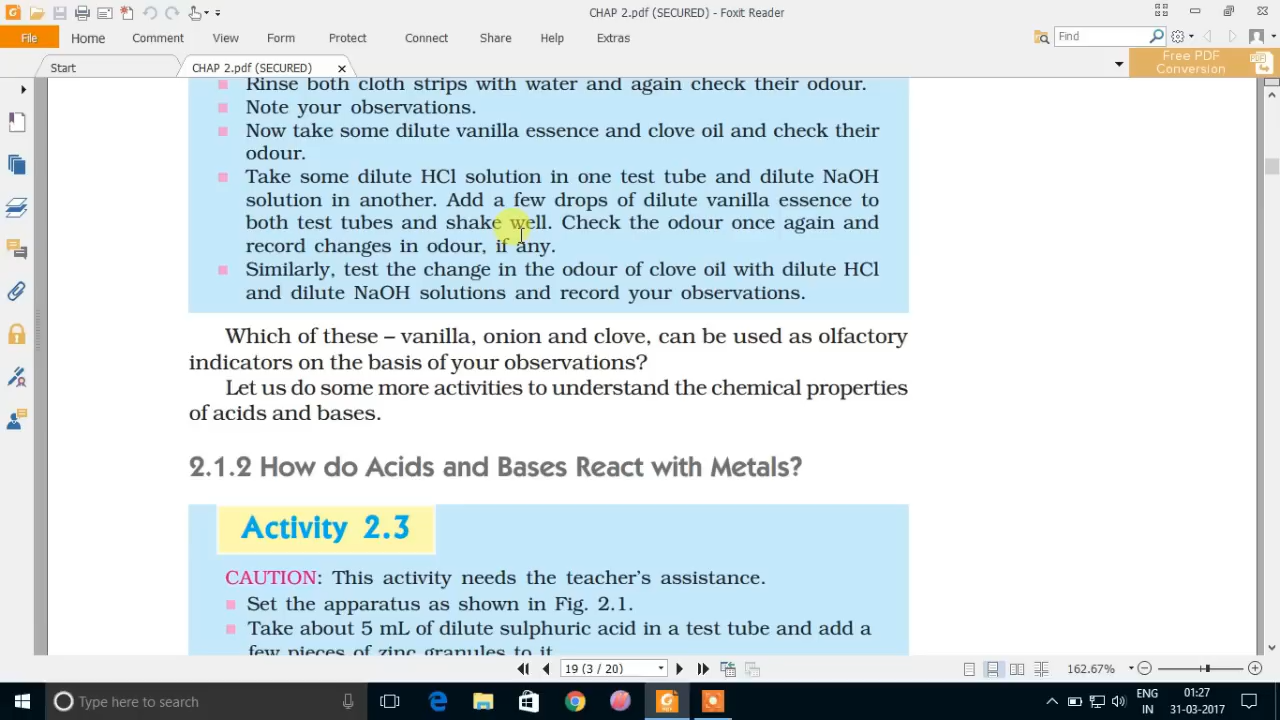 CHAP 2.pdf (SECURED) - Foxit Reader
File Home Comment View Form Protect Connect Share Help Extras
Find
Start CHAP 2.pdf (SECURED)
Free PDF
Conversion
Rinse both cloth strips with water and again check their odour.
Note your observations.
Now take some dilute vanilla essence and clove oil and check their
odour.
Take some dilute HCl solution in one test tube and dilute NaOH
solution in another. Add a few drops of dilute vanilla essence to
both test tubes and shake well. Check the odour once again and
record changes in odour, if any.
Similarly, test the change in the odour of clove oil with dilute HCl
and dilute NaOH solutions and record your observations.
Which of these – vanilla, onion and clove, can be used as olfactory
indicators on the basis of your observations?
Let us do some more activities to understand the chemical properties
of acids and bases.
2.1.2 How do Acids and Bases React with Metals?
Activity 2.3
CAUTION: This activity needs the teacher's assistance.
Set the apparatus as shown in Fig. 2.1.
Take about 5 mL of dilute sulphuric acid in a test tube and add a
few pieces of zinc granules to it
19 (3 / 20)
162.67%
Type here to search
ENG
IN
01:27
31-03-2017